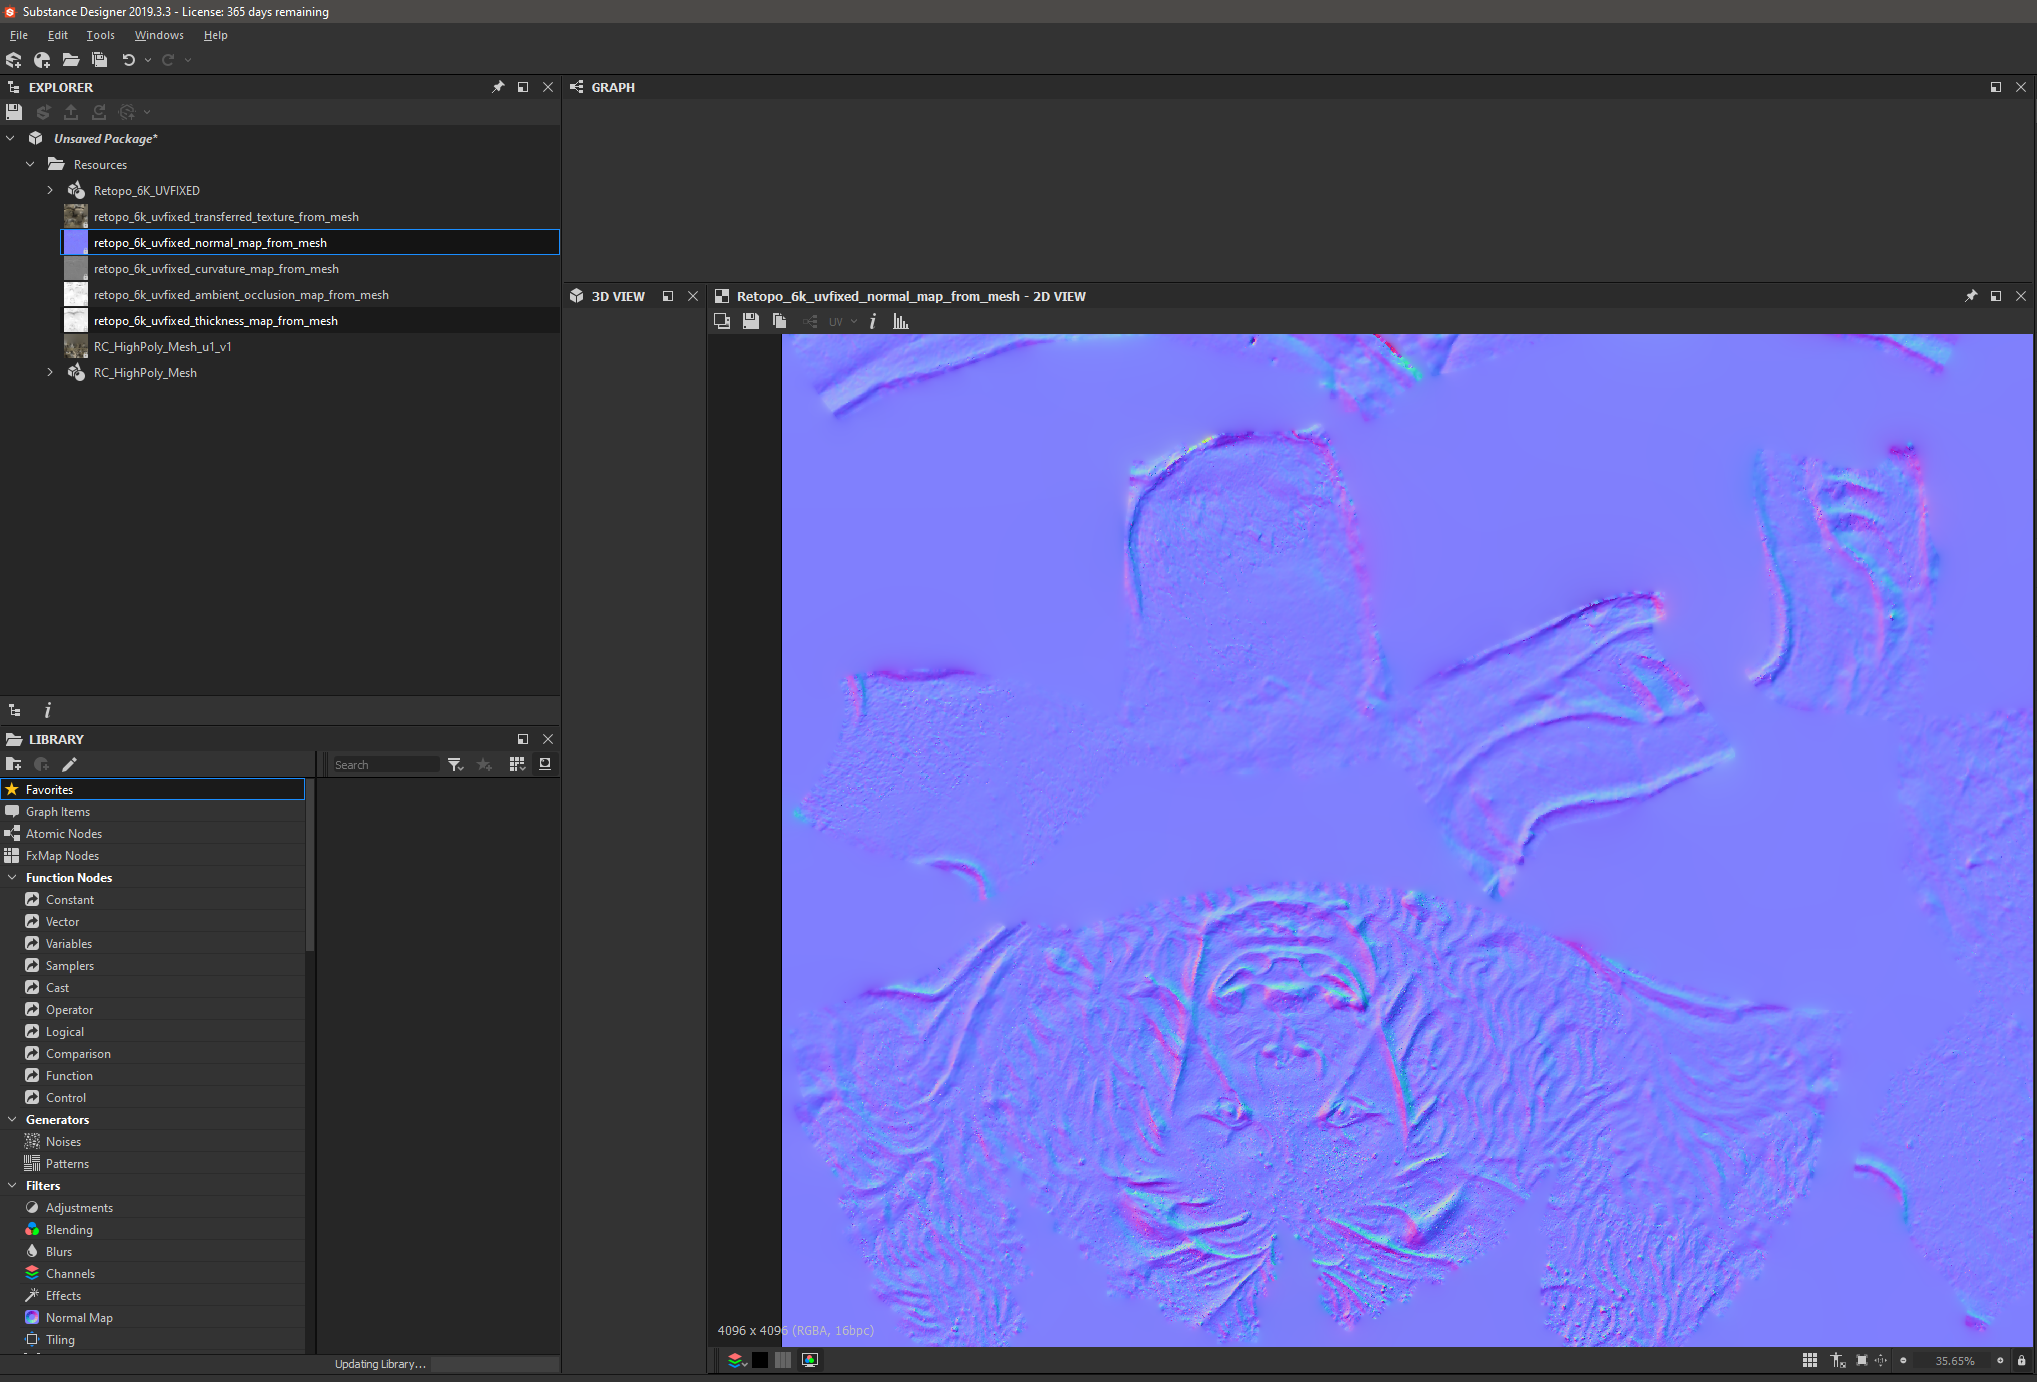 Substance Designer 2019.3.3 - License: 365 days remaining
File Edit Tools Windows Help
EXPLORER
Unsaved Package*
Resources
Retopo_6K_UVFIXED
retopo_6k_uvfixed_transferred_texture_from_mesh
retopo_6k_uvfixed_normal_map_from_mesh
retopo_6k_uvfixed_curvature_map_from_mesh
retopo_6k_uvfixed_ambient_occlusion_map_from_mesh
retopo_6k_uvfixed_thickness_map_from_mesh
RC_HighPoly_Mesh_u1_v1
RC_HighPoly_Mesh
LIBRARY
Search
Favorites
Graph Items
Atomic Nodes
FxMap Nodes
Function Nodes
Constant
Vector
Variables
Samplers
Cast
Operator
Logical
Comparison
Function
Control
Generators
Noises
Patterns
Filters
Adjustments
Blending
Blurs
Channels
Effects
Normal Map
Tiling
Updating Library...
GRAPH
3D VIEW
Retopo_6k_uvfixed_normal_map_from_mesh - 2D VIEW
UV
4096 x 4096 (RGBA, 16bpc)
35.65%